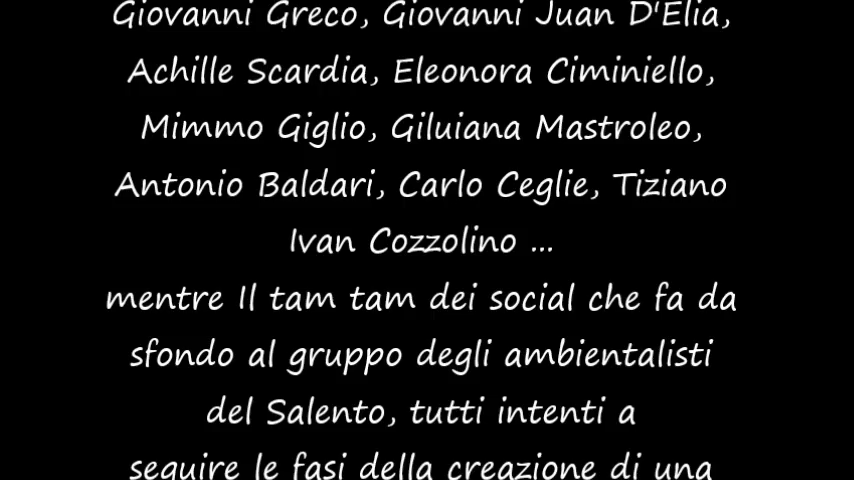 Giovanni Greco, Giovanni Juan D'Elia,
Achille Scardia, Eleonora Ciminiello,
Mimmo Giglio, Giluiana Mastroleo,
Antonio Baldari, Carlo Ceglie, Tiziano
Ivan Cozzolino ...
mentre Il tam tam dei social che fa da
sfondo al gruppo degli ambientalisti
del Salento, tutti intenti a
seguire le fasi della creazione di una